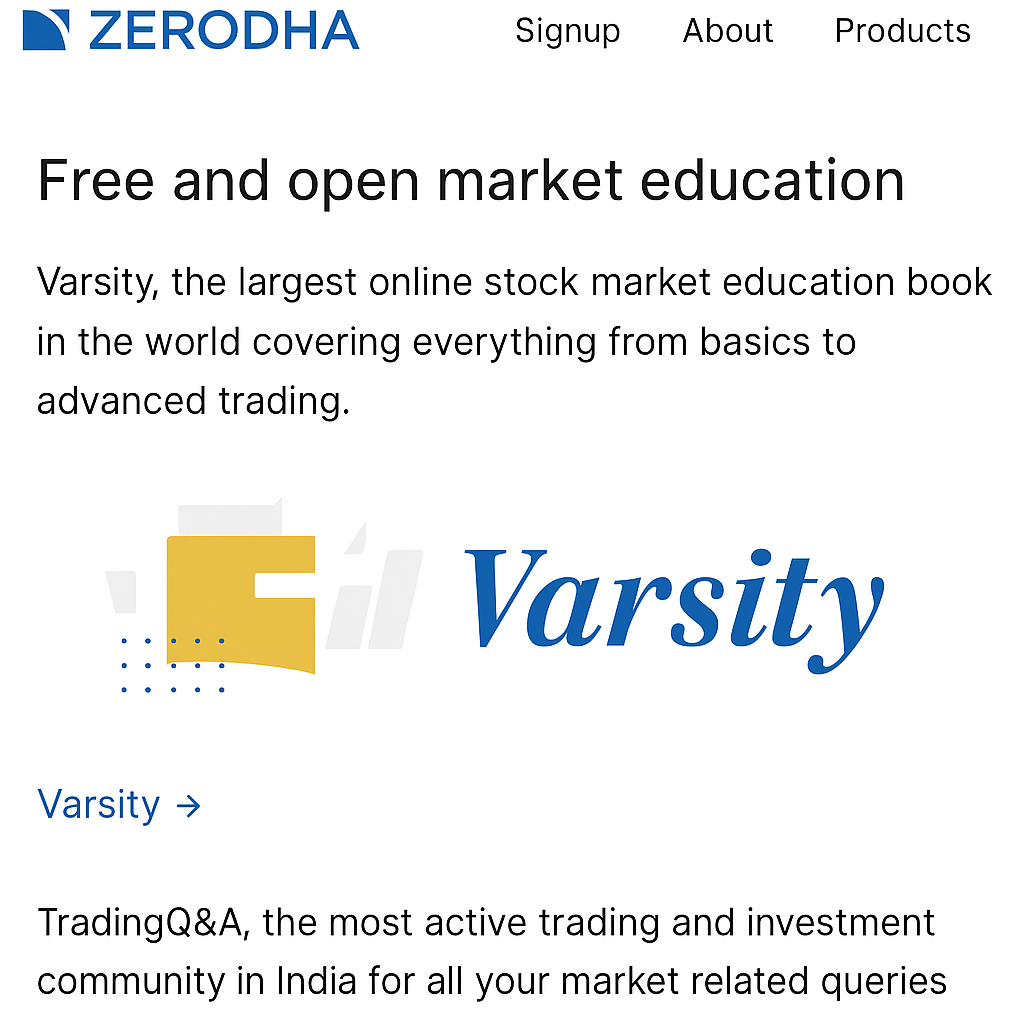 ZERODHA Signup About Products
Free and open market education
Varsity, the largest online stock market education book
in the world covering everything from basics to
advanced trading.
Varsity
Varsity →
TradingQ&A, the most active trading and investment
community in India for all your market related queries